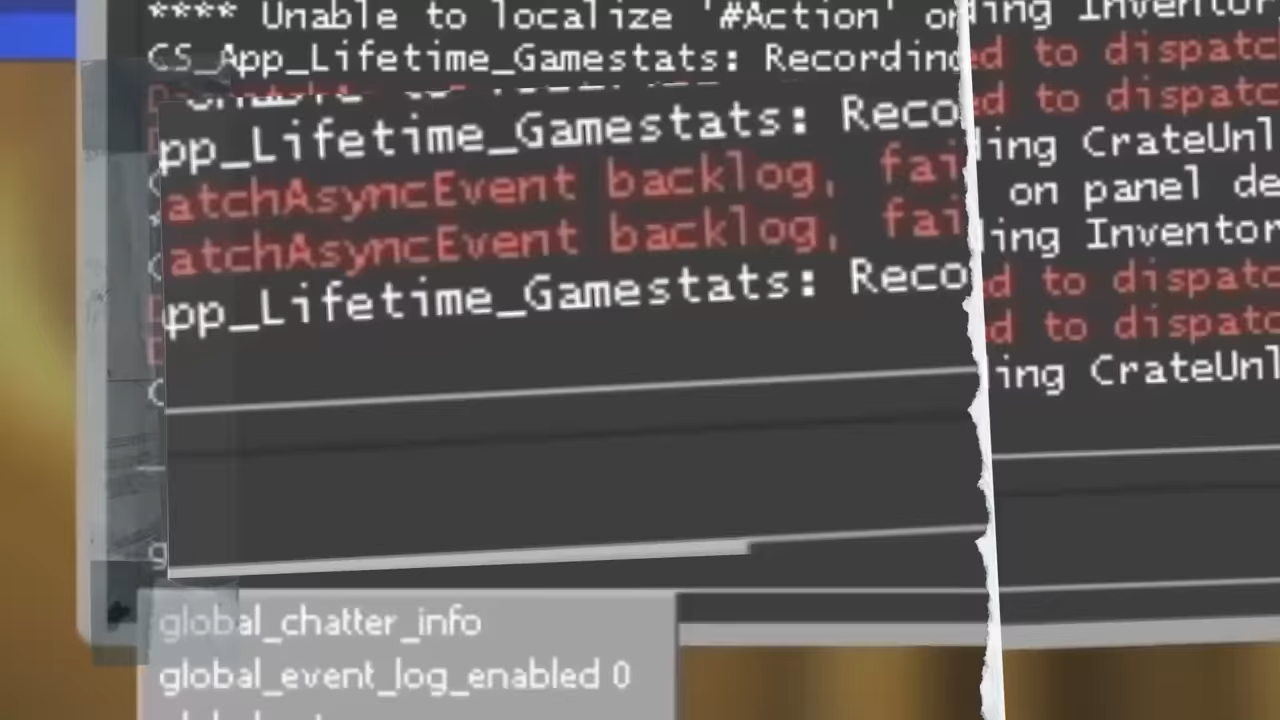 **** Unable to localize '#Action' on
CS_App_Lifetime_Gamestats: Recording
pp_Lifetime_Gamestats: Reco
atchAsyncEvent backlog, fai
atchAsyncEvent backlog, fai
pp_Lifetime_Gamestats: Reco
global_chatter_info
global_event_log_enabled 0
ding Inventor
ed to dispatc
ed to dispatc
ding CrateUnl
on panel de
ding Inventor
ed to dispatc
ed to dispatc
ding CrateUnl